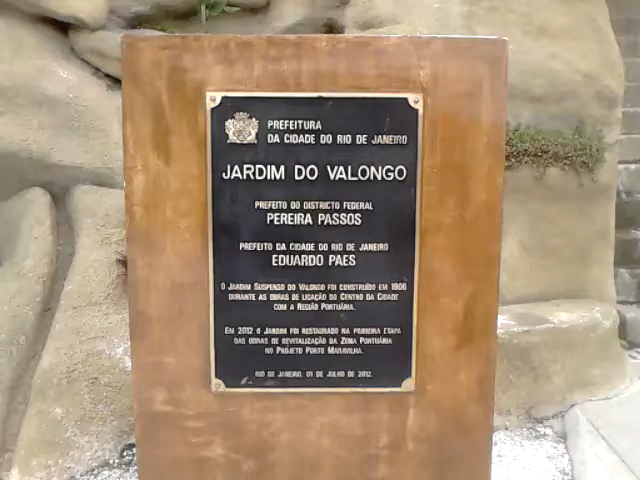 PREFEITURA
DA CIDADE DO RIO DE JANEIRO
JARDIM DO VALONGO
PREFEITO DO DISTRICTO FEDERAL
PEREIRA PASSOS
PREFEITO DA CIDADE DO RIO DE JANEIRO
EDUARDO PAES
O JARDIM SUSPENSO DO VALONGO FOI CONSTRUÍDO EM 1906
DURANTE AS OBRAS DE LIGAÇÃO DO CENTRO DA CIDADE
COM A REGIÃO PORTUÁRIA.
EM 2012 O JARDIM FOI RESTAURADO NA PRIMEIRA ETAPA
DAS OBRAS DE REVITALIZAÇÃO DA ZONA PORTUÁRIA
NO PROJETO PORTO MARAVILHA.
RIO DE JANEIRO, 01 DE JULHO DE 2012.